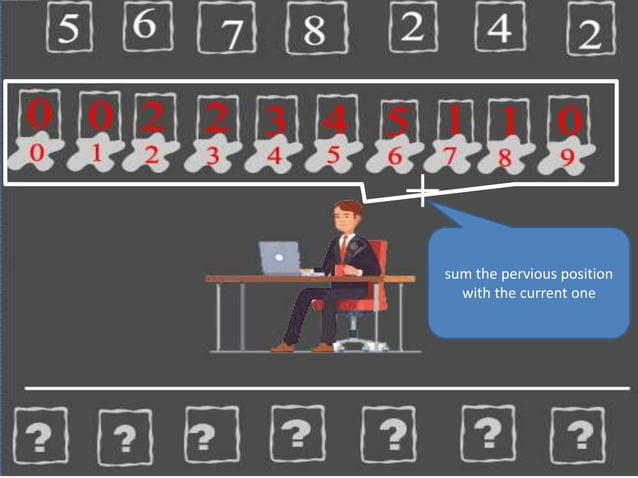 5 6 7 8 2 4 2
0 0 2 2 3 4 5 1 1 0
0 1 2 3 4 5 6 7 8 9
sum the pervious position
with the current one
? ? ? ? ? ? ?